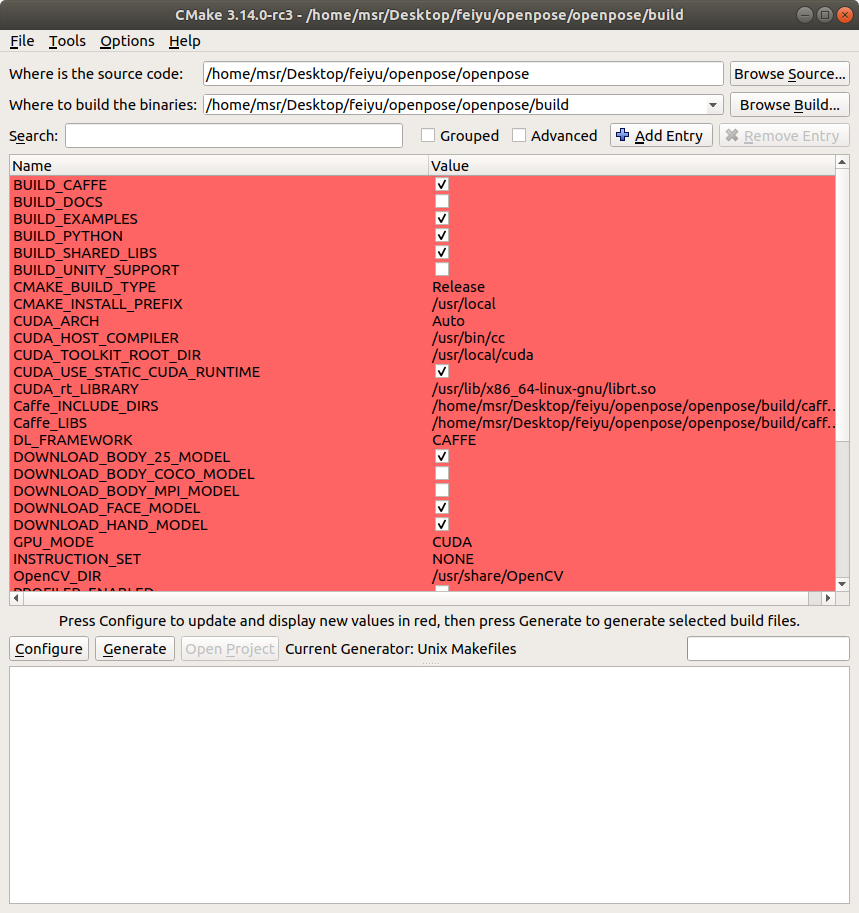 CMake 3.14.0-rc3 - /home/msr/Desktop/feiyu/openpose/openpose/build
File Tools Options Help
Where is the source code: /home/msr/Desktop/feiyu/openpose/openpose Browse Source...
Where to build the binaries: /home/msr/Desktop/feiyu/openpose/openpose/build Browse Build...
Search: Grouped Advanced Add Entry Remove Entry
Name Value
BUILD_CAFFE
BUILD_DOCS
BUILD_EXAMPLES
BUILD_PYTHON
BUILD_SHARED_LIBS
BUILD_UNITY_SUPPORT
CMAKE_BUILD_TYPE Release
CMAKE_INSTALL_PREFIX /usr/local
CUDA_ARCH Auto
CUDA_HOST_COMPILER /usr/bin/cc
CUDA_TOOLKIT_ROOT_DIR /usr/local/cuda
CUDA_USE_STATIC_CUDA_RUNTIME
CUDA_rt_LIBRARY /usr/lib/x86_64-linux-gnu/librt.so
Caffe_INCLUDE_DIRS /home/msr/Desktop/feiyu/openpose/openpose/build/caff...
Caffe_LIBS /home/msr/Desktop/feiyu/openpose/openpose/build/caff...
DL_FRAMEWORK CAFFE
DOWNLOAD_BODY_25_MODEL
DOWNLOAD_BODY_COCO_MODEL
DOWNLOAD_BODY_MPI_MODEL
DOWNLOAD_FACE_MODEL
DOWNLOAD_HAND_MODEL
GPU_MODE CUDA
INSTRUCTION_SET NONE
OpenCV_DIR /usr/share/OpenCV
PROFILER_ENABLED
Press Configure to update and display new values in red, then press Generate to generate selected build files.
Configure Generate Open Project Current Generator: Unix Makefiles